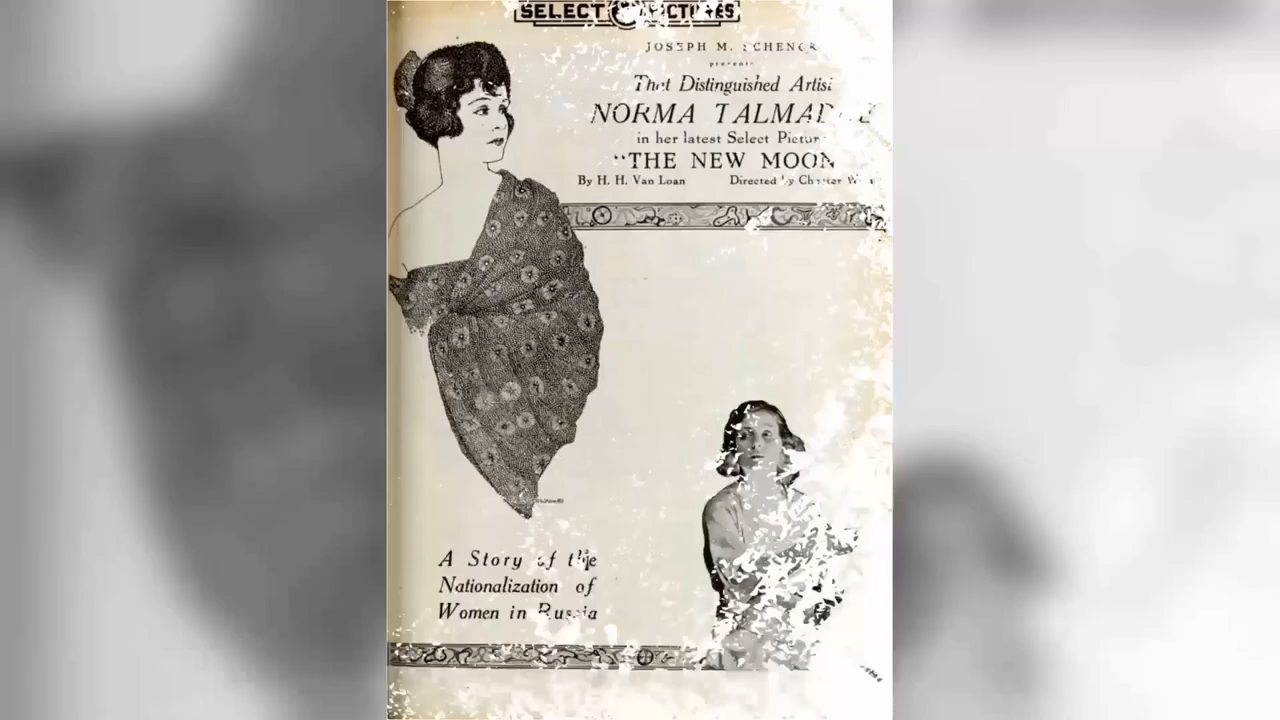 SELECT PICTURES
JOSEPH M. SCHENCK
presents
That Distinguished Artist
NORMA TALMADGE
in her latest Select Picture
"THE NEW MOON
By H. H. Van Loan Directed by Chester
A Story of the
Nationalization of
Women in Russia